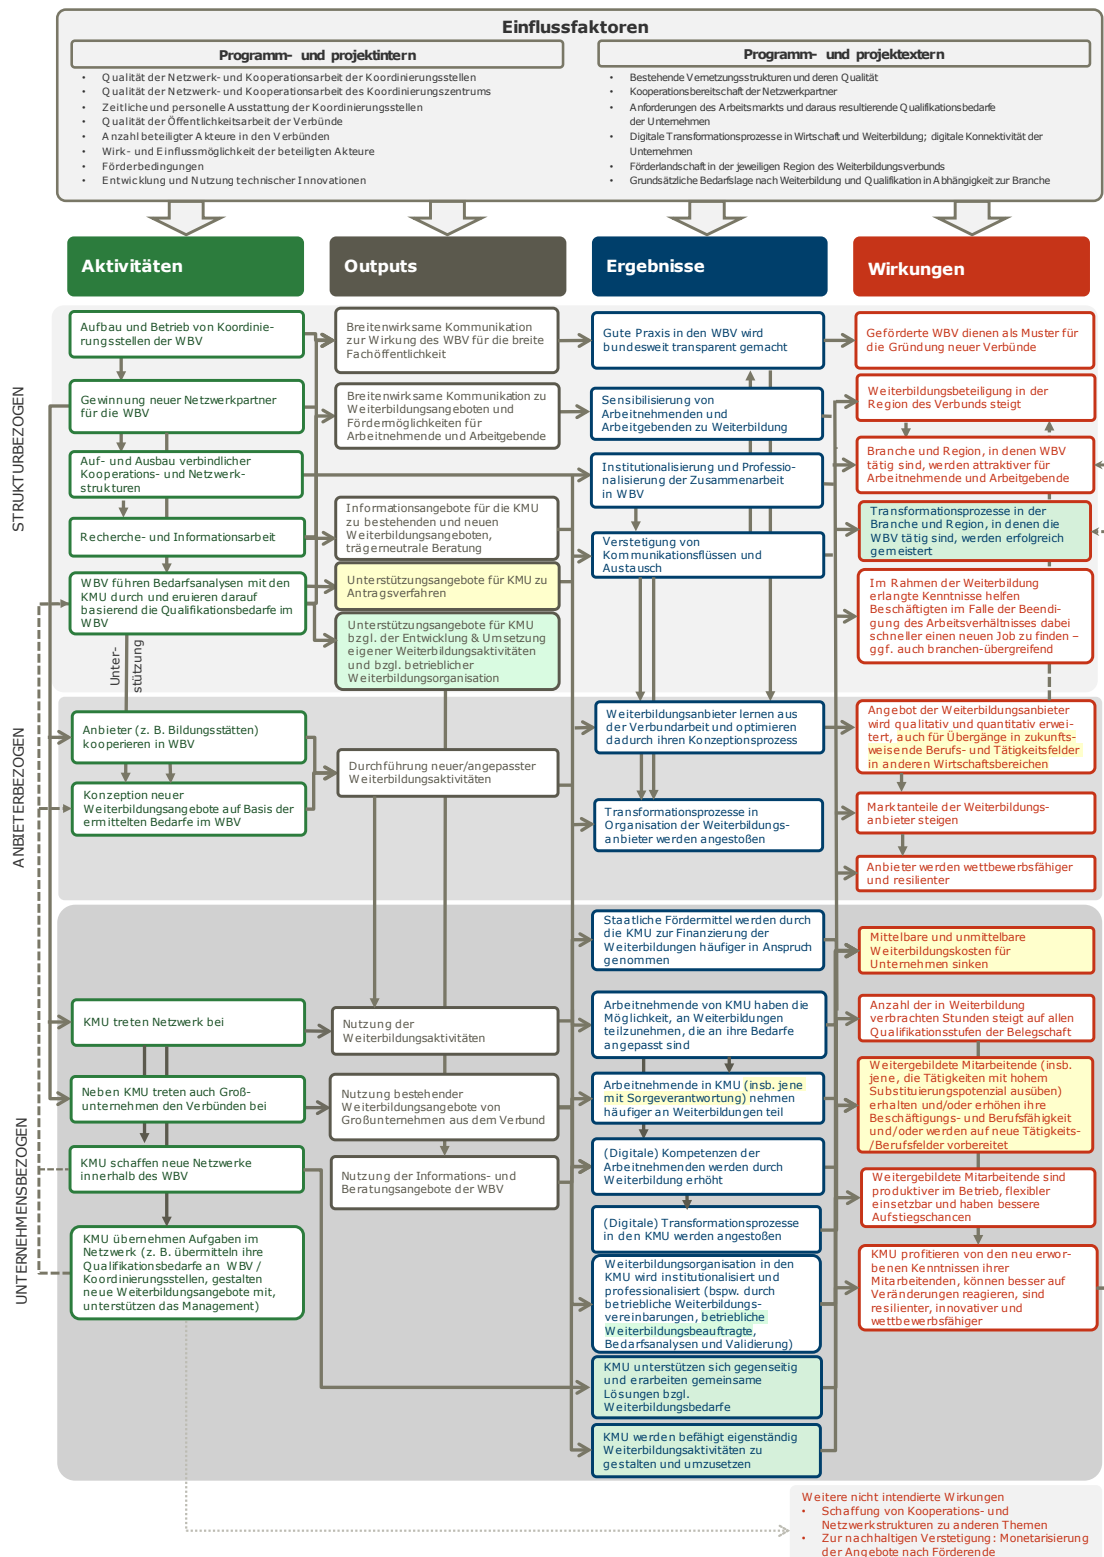 Einflussfaktoren
Programm- und projektintern
• Qualität der Netzwerk- und Kooperationsarbeit der Koordinierungsstellen
• Qualität der Netzwerk- und Kooperationsarbeit des Koordinierungszentrums
• Zeitliche und personelle Ausstattung der Koordinierungsstellen
• Qualität der Öffentlichkeitsarbeit der Verbünde
• Anzahl beteiligter Akteure in den Verbünden
• Wirk- und Einflussmöglichkeit der beteiligten Akteure
• Förderbedingungen
• Entwicklung und Nutzung technischer Innovationen
Programm- und projektextern
• Bestehende Vernetzungsstrukturen und deren Qualität
• Kooperationsbereitschaft der Netzwerkpartner
• Anforderungen des Arbeitsmarkts und daraus resultierende Qualifikationsbedarfe
der Unternehmen
• Digitale Transformationsprozesse in Wirtschaft und Weiterbildung; digitale Konnektivität der
Unternehmen
• Förderlandschaft in der jeweiligen Region des Weiterbildungsverbunds
• Grundsätzliche Bedarfslage nach Weiterbildung und Qualifikation in Abhängigkeit zur Branche
Aktivitäten
Outputs
Ergebnisse
Wirkungen
STRUKTURBEZOGEN
Aufbau und Betrieb von Koordinie-
rungsstellen der WBV
Gewinnung neuer Netzwerkpartner
für die WBV
Auf- und Ausbau verbindlicher
Kooperations- und Netzwerk-
strukturen
Recherche- und Informationsarbeit
WBV führen Bedarfsanalysen mit den
KMU durch und eruieren darauf
basierend die Qualifikationsbedarfe im
WBV
Unter-
stützung
Breitenwirksame Kommunikation
zur Wirkung des WBV für die breite
Fachöffentlichkeit
Breitenwirksame Kommunikation zu
Weiterbildungsangeboten und
Fördermöglichkeiten für
Arbeitnehmende und Arbeitgebende
Informationsangebote für die KMU
zu bestehenden und neuen
Weiterbildungsangeboten,
trägerneutrale Beratung
Unterstützungsangebote für KMU zu
Antragsverfahren
Unterstützungsangebote für KMU
bzgl. der Entwicklung & Umsetzung
eigener Weiterbildungsaktivitäten
und bzgl. betrieblicher
Weiterbildungsorganisation
Gute Praxis in den WBV wird
bundesweit transparent gemacht
Sensibilisierung von
Arbeitnehmenden und
Arbeitgebenden zu Weiterbildung
Institutionalisierung und Professio-
nalisierung der Zusammenarbeit
in WBV
Verstetigung von
Kommunikationsflüssen und
Austausch
Geförderte WBV dienen als Muster für
die Gründung neuer Verbünde
Weiterbildungsbeteiligung in der
Region des Verbunds steigt
Branche und Region, in denen WBV
tätig sind, werden attraktiver für
Arbeitnehmende und Arbeitgebende
Transformationsprozesse in der
Branche und Region, in denen die
WBV tätig sind, werden erfolgreich
gemeistert
Im Rahmen der Weiterbildung
erlangte Kenntnisse helfen
Beschäftigten im Falle der Beendi-
gung des Arbeitsverhältnisses dabei
schneller einen neuen Job zu finden –
ggf. auch branchen-übergreifend
ANBIETERBEZOGEN
Anbieter (z. B. Bildungsstätten)
kooperieren in WBV
Konzeption neuer
Weiterbildungsangebote auf Basis der
ermittelten Bedarfe im WBV
Durchführung neuer/angepasster
Weiterbildungsaktivitäten
Weiterbildungsanbieter lernen aus
der Verbundarbeit und optimieren
dadurch ihren Konzeptionsprozess
Transformationsprozesse in
Organisation der Weiterbildungs-
anbieter werden angestoßen
Angebot der Weiterbildungsanbieter
wird qualitativ und quantitativ erwei-
tert, auch für Übergänge in zukunfts-
weisende Berufs- und Tätigkeitsfelder
in anderen Wirtschaftsbereichen
Marktanteile der Weiterbildungs-
anbieter steigen
Anbieter werden wettbewerbsfähiger
und resilienter
UNTERNEHMENSBEZOGEN
KMU treten Netzwerk bei
Neben KMU treten auch Groß-
unternehmen den Verbünden bei
KMU schaffen neue Netzwerke
innerhalb des WBV
KMU übernehmen Aufgaben im
Netzwerk (z. B. übermitteln ihre
Qualifikationsbedarfe an WBV /
Koordinierungsstellen, gestalten
neue Weiterbildungsangebote mit,
unterstützen das Management)
Nutzung der
Weiterbildungsaktivitäten
Nutzung bestehender
Weiterbildungsangebote von
Großunternehmen aus dem Verbund
Nutzung der Informations- und
Beratungsangebote der WBV
Staatliche Fördermittel werden durch
die KMU zur Finanzierung der
Weiterbildungen häufiger in Anspruch
genommen
Arbeitnehmende von KMU haben die
Möglichkeit, an Weiterbildungen
teilzunehmen, die an ihre Bedarfe
angepasst sind
Arbeitnehmende in KMU (insb. jene
mit Sorgeverantwortung) nehmen
häufiger an Weiterbildungen teil
(Digitale) Kompetenzen der
Arbeitnehmenden werden durch
Weiterbildung erhöht
(Digitale) Transformationsprozesse
in den KMU werden angestoßen
Weiterbildungsorganisation in den
KMU wird institutionalisiert und
professionalisiert (bspw. durch
betriebliche Weiterbildungs-
vereinbarungen, betriebliche
Weiterbildungsbeauftragte,
Bedarfsanalysen und Validierung)
KMU unterstützen sich gegenseitig
und erarbeiten gemeinsame
Lösungen bzgl.
Weiterbildungsbedarfe
KMU werden befähigt eigenständig
Weiterbildungsaktivitäten zu
gestalten und umzusetzen
Mittelbare und unmittelbare
Weiterbildungskosten für
Unternehmen sinken
Anzahl der in Weiterbildung
verbrachten Stunden steigt auf allen
Qualifikationsstufen der Belegschaft
Weitergebildete Mitarbeitende (insb.
jene, die Tätigkeiten mit hohem
Substituierungspotenzial ausüben)
erhalten und/oder erhöhen ihre
Beschäftigungs- und Berufsfähigkeit
und/oder werden auf neue Tätigkeits-
/Berufsfelder vorbereitet
Weitergebildete Mitarbeitende sind
produktiver im Betrieb, flexibler
einsetzbar und haben bessere
Aufstiegschancen
KMU profitieren von den neu erwor-
benen Kenntnissen ihrer
Mitarbeitenden, können besser auf
Veränderungen reagieren, sind
resilienter, innovativer und
wettbewerbsfähiger
Weitere nicht intendierte Wirkungen
• Schaffung von Kooperations- und
Netzwerkstrukturen zu anderen Themen
• Zur nachhaltigen Verstetigung: Monetarisierung
der Angebote nach Förderende